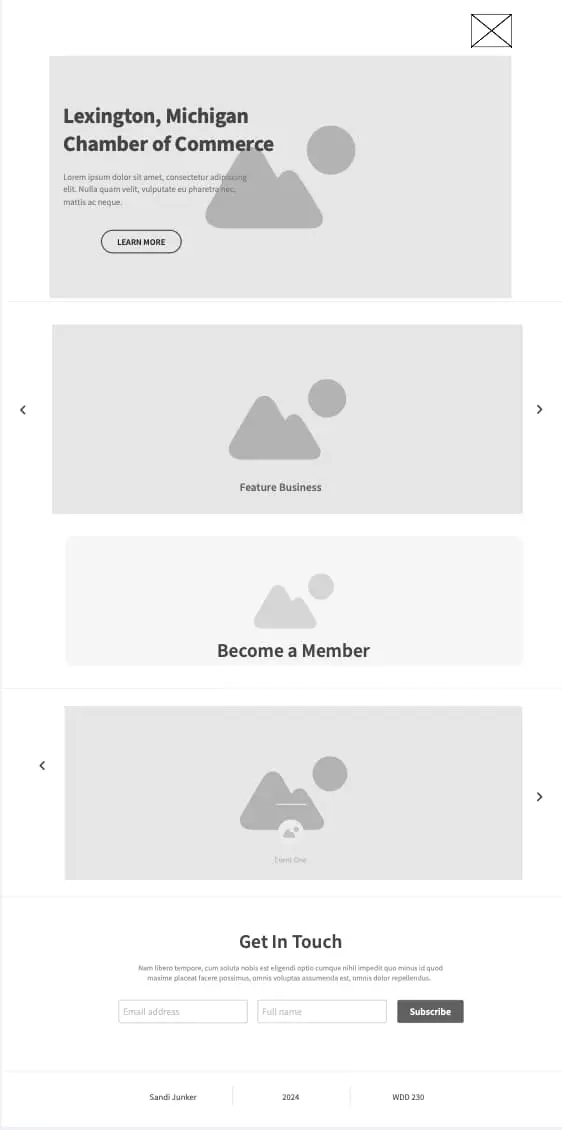 Lexington, Michigan
Chamber of Commerce
Lorem ipsum dolor sit amet, consectetur adipiscing
elit. Nulla quam velit, vulputate eu pharetra nec,
mattis ac neque.
LEARN MORE
Feature Business
Become a Member
Event One
Get In Touch
Nam libero tempore, cum soluta nobis est eligendi optio cumque nihil impedit quo minus id quod
maxime placeat facere possimus, omnis voluptas assumenda est, omnis dolor repellendus.
Email address
Full name
Subscribe
Sandi Junker
2024
WDD 230